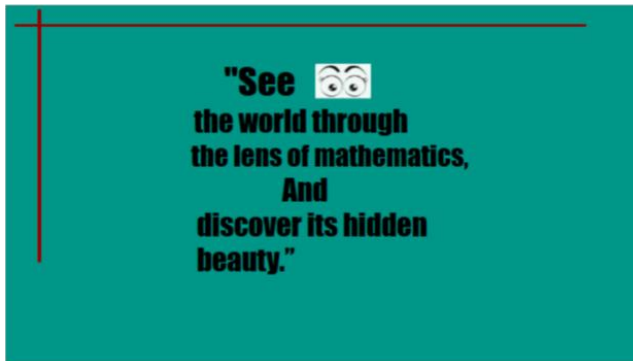 "See
the world through
the lens of mathematics,
And
discover its hidden
beauty.”